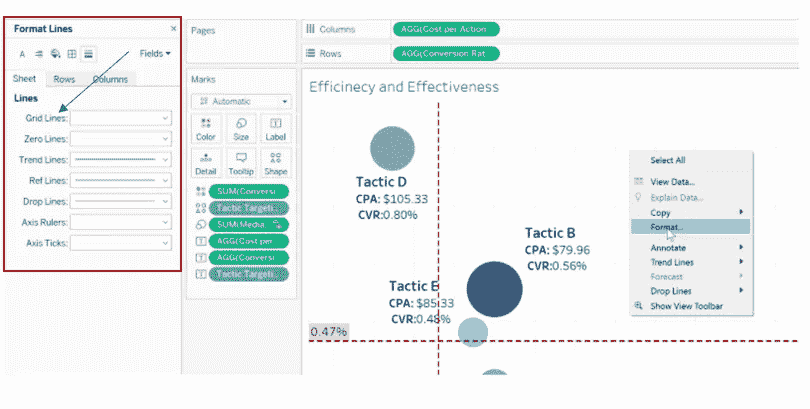 Format Lines
×
Fields
Sheet
Rows
Columns
Lines
Grid Lines:
Zero Lines:
Trend Lines:
Ref Lines:
Drop Lines:
Axis Rulers:
Axis Ticks:
Pages
Marks
Automatic
Color
Size
Label
Detail
Tooltip
Shape
SUM(Conversi
Tactic Targeti
SUM(Media
AGG(Cost per
AGG(Conversi
Tactic Targeti
Columns
AGG(Cost per Action
Rows
AGG(Conversion Rat
Efficinecy and Effectiveness
Tactic D
CPA: $105.33
CVR:0.80%
Tactic B
CPA: $79.96
CVR:0.56%
Tactic E
CPA: $85.33
CVR:0.48%
0.47%
Select All
View Data...
Explain Data...
Copy
Format...
Annotate
Trend Lines
Forecast
Drop Lines
Show View Toolbar